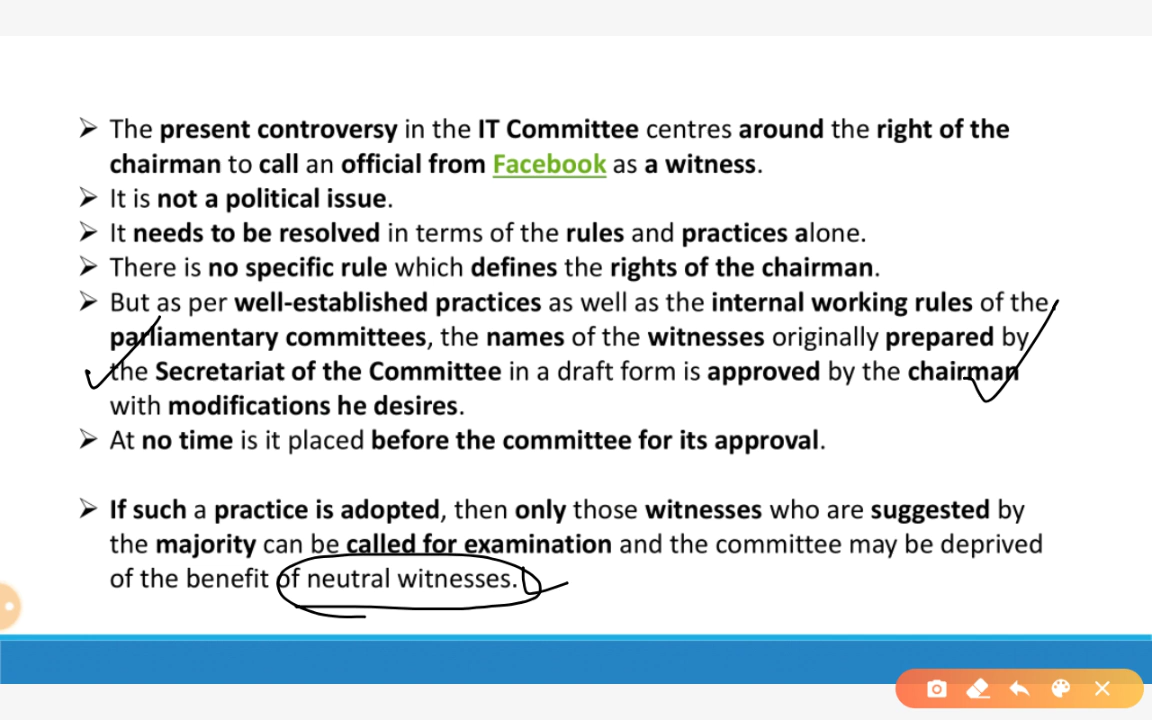 ➢ The present controversy in the IT Committee centres around the right of the
chairman to call an official from Facebook as a witness.
➢ It is not a political issue.
➢ It needs to be resolved in terms of the rules and practices alone.
➢ There is no specific rule which defines the rights of the chairman.
➢ But as per well-established practices as well as the internal working rules of the
parliamentary committees, the names of the witnesses originally prepared by
the Secretariat of the Committee in a draft form is approved by the chairman
with modifications he desires.
➢ At no time is it placed before the committee for its approval.
➢ If such a practice is adopted, then only those witnesses who are suggested by
the majority can be called for examination and the committee may be deprived
of the benefit of neutral witnesses.